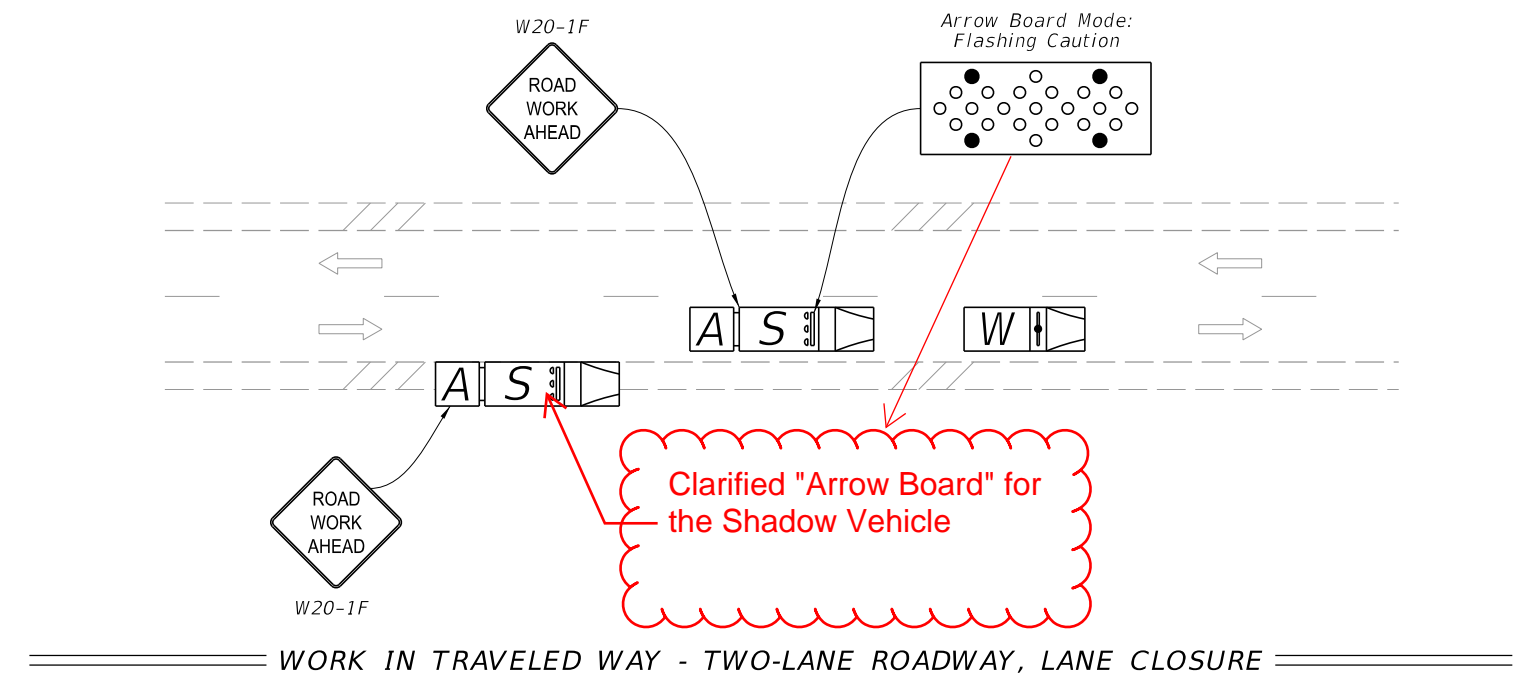 W20-1F
ROAD
WORK
AHEAD
Arrow Board Mode:
Flashing Caution
A S
W
A S
ROAD
WORK
AHEAD
W20-1F
Clarified "Arrow Board" for
the Shadow Vehicle
WORK IN TRAVELED WAY - TWO-LANE ROADWAY, LANE CLOSURE